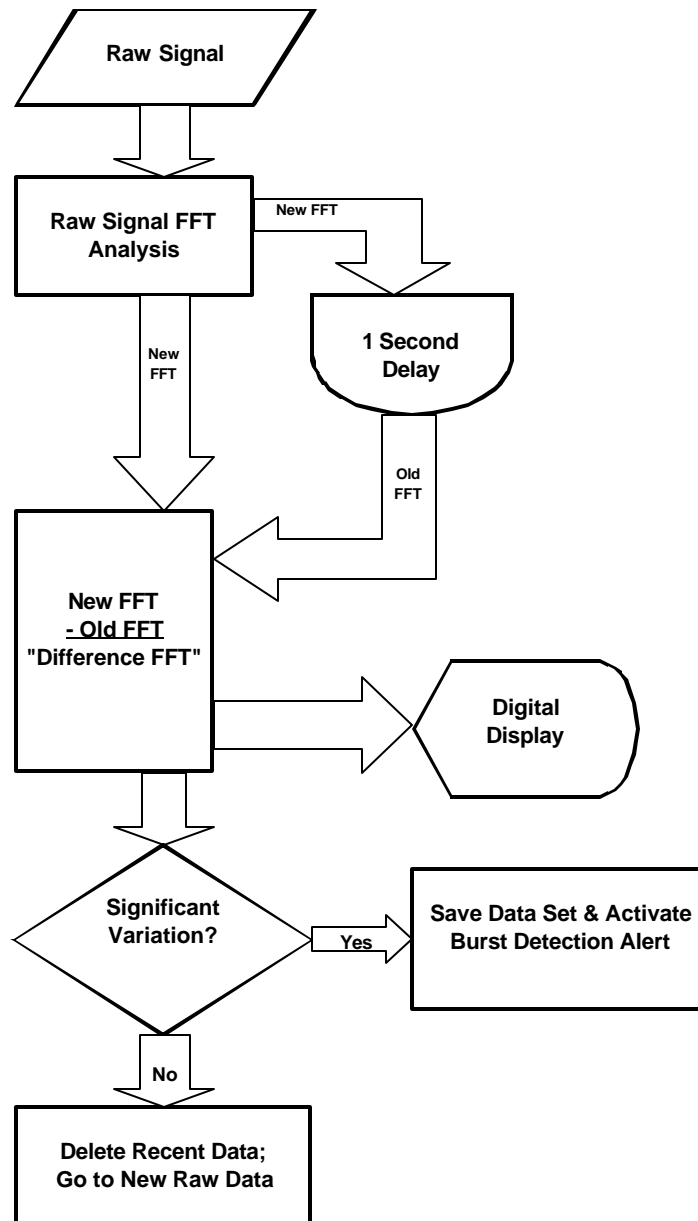 Raw Signal
Raw Signal FFT
Analysis
New FFT
1 Second
Delay
New
FFT
Old
FFT
New FFT
- Old FFT
"Difference FFT"
Digital
Display
Significant
Variation?
Yes
Save Data Set & Activate
Burst Detection Alert
No
Delete Recent Data;
Go to New Raw Data